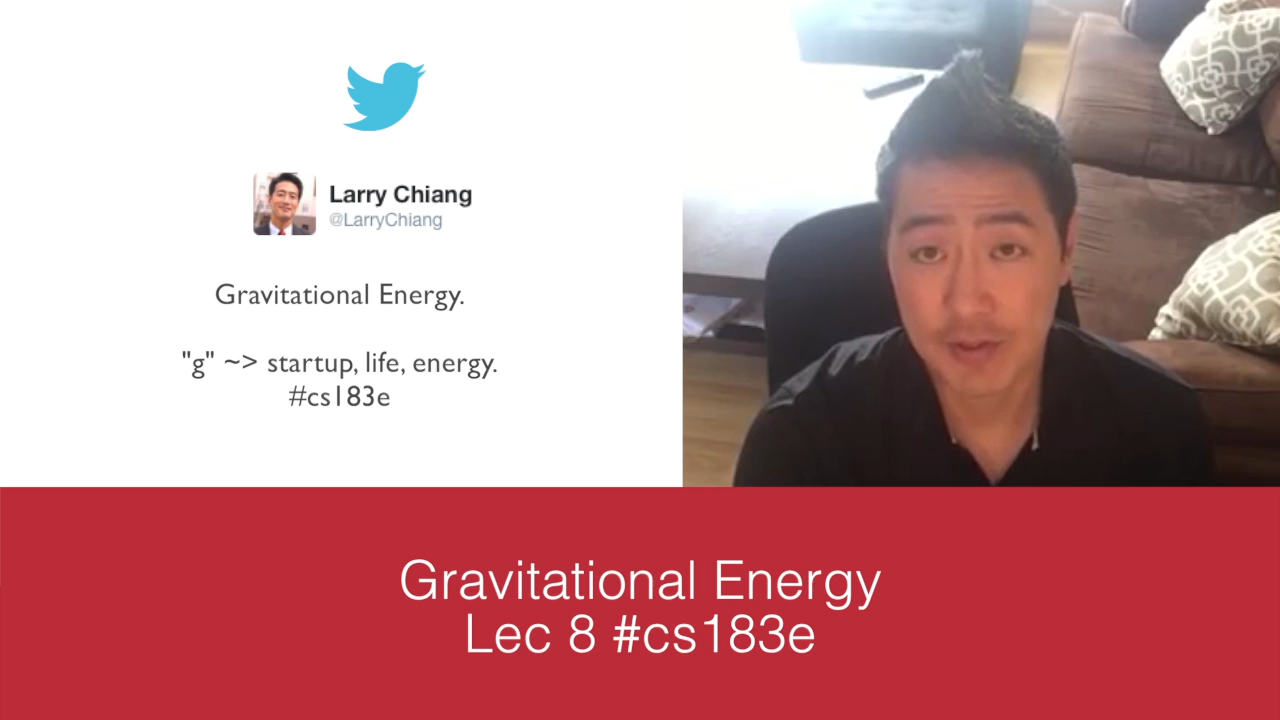 Larry Chiang
@LarryChiang
Gravitational Energy.
"g" ~> startup, life, energy.
#cs183e
Gravitational Energy
Lec 8 #cs183e